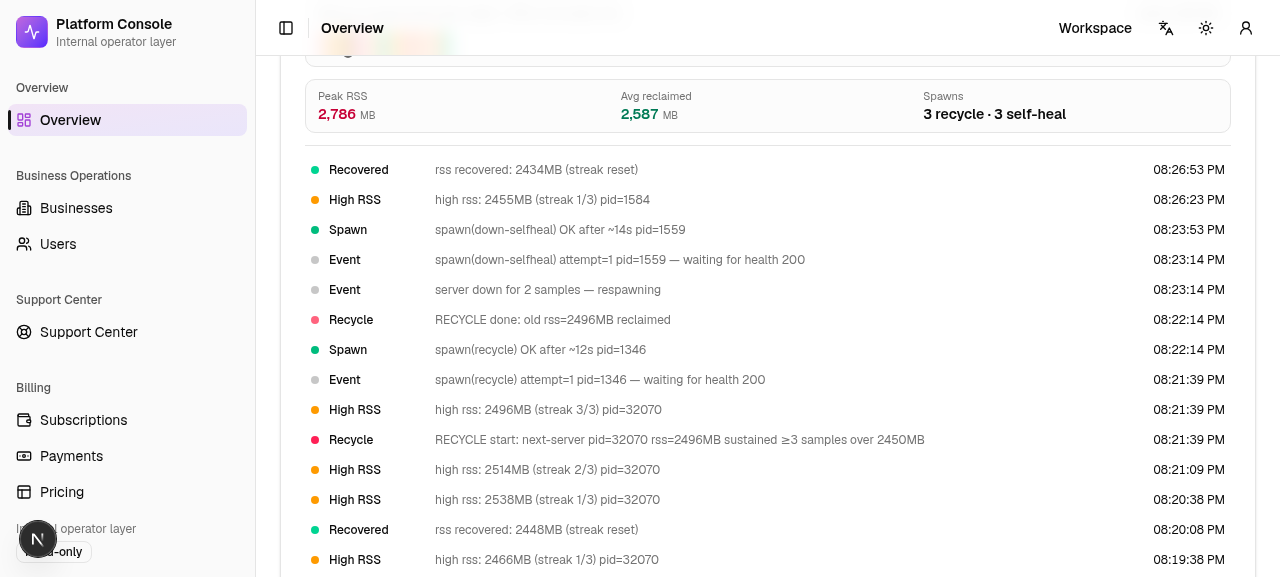 Platform Console
Internal operator layer
Overview
Overview
Business Operations
Businesses
Users
Support Center
Support Center
Billing
Subscriptions
Payments
Pricing
operator layer
-only
N
Overview
Workspace
Peak RSS
2,786 MB
Avg reclaimed
2,587 MB
Spawns
3 recycle · 3 self-heal
Recovered rss recovered: 2434MB (streak reset) 08:26:53 PM
High RSS high rss: 2455MB (streak 1/3) pid=1584 08:26:23 PM
Spawn spawn(down-selfheal) OK after ~14s pid=1559 08:23:53 PM
Event spawn(down-selfheal) attempt=1 pid=1559 — waiting for health 200 08:23:14 PM
Event server down for 2 samples — respawning 08:23:14 PM
Recycle RECYCLE done: old rss=2496MB reclaimed 08:22:14 PM
Spawn spawn(recycle) OK after ~12s pid=1346 08:22:14 PM
Event spawn(recycle) attempt=1 pid=1346 — waiting for health 200 08:21:39 PM
High RSS high rss: 2496MB (streak 3/3) pid=32070 08:21:39 PM
Recycle RECYCLE start: next-server pid=32070 rss=2496MB sustained ≥3 samples over 2450MB 08:21:39 PM
High RSS high rss: 2514MB (streak 2/3) pid=32070 08:21:09 PM
High RSS high rss: 2538MB (streak 1/3) pid=32070 08:20:38 PM
Recovered rss recovered: 2448MB (streak reset) 08:20:08 PM
High RSS high rss: 2466MB (streak 1/3) pid=32070 08:19:38 PM